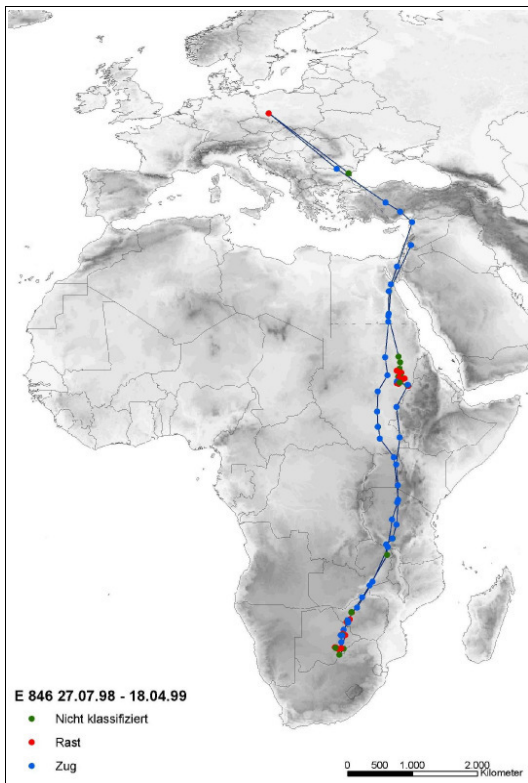 E 846 27.07.98 - 18.04.99
Nicht klassifiziert
Rast
Zug
0 500 1.000 2.000
Kilometer